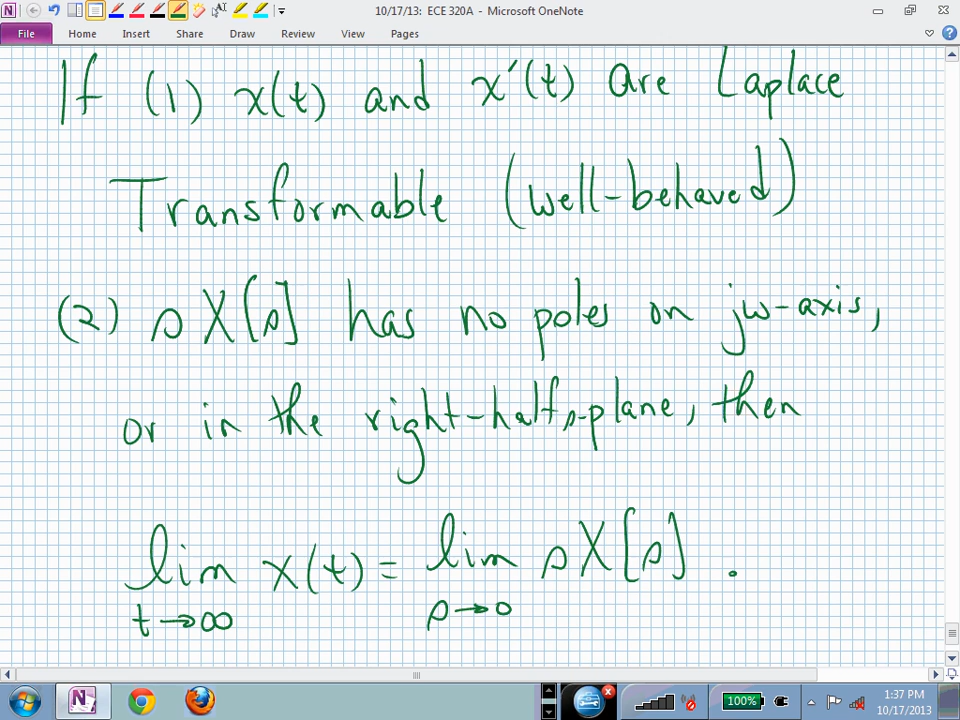 10/17/13: ECE 320A - Microsoft OneNote
File Home Insert Share Draw Review View Pages
If (1) x(t) and x'(t) are Laplace
Transformable (well-behaved)
(2) sX[s] has no poles on jw-axis,
or in the right-half s-plane, then
lim x(t) = lim sX[s].
t→∞ s→0
100%
1:37 PM
10/17/2013